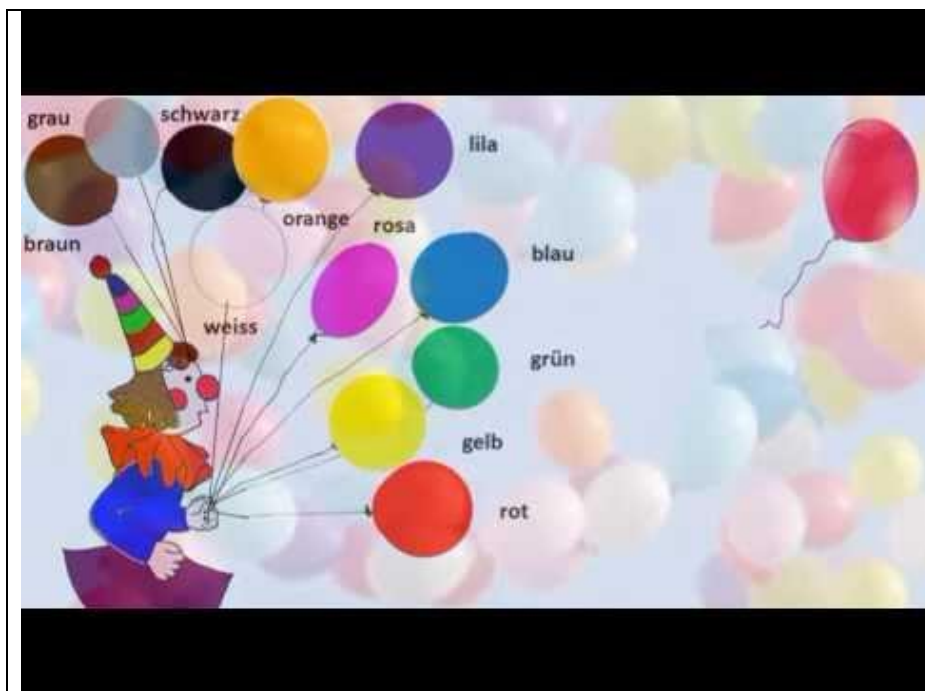 schwarz
grau
lila
orange
rosa
braun
blau
weiss
grün
gelb
rot